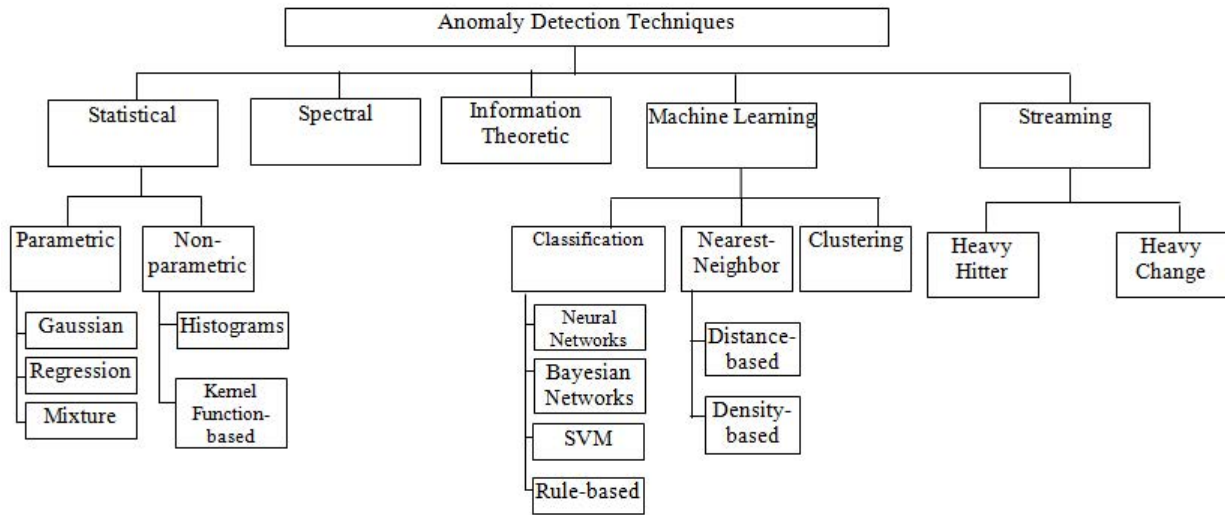 Anomaly Detection Techniques
Statistical
Spectral
Information
Theoretic
Machine Learning
Streaming
Parametric
Non-
parametric
Classification
Nearest-
Neighbor
Clustering
Heavy
Hitter
Heavy
Change
Gaussian
Regression
Mixture
Histograms
Kernel
Function-
based
Neural
Networks
Bayesian
Networks
SVM
Rule-based
Distance-
based
Density-
based